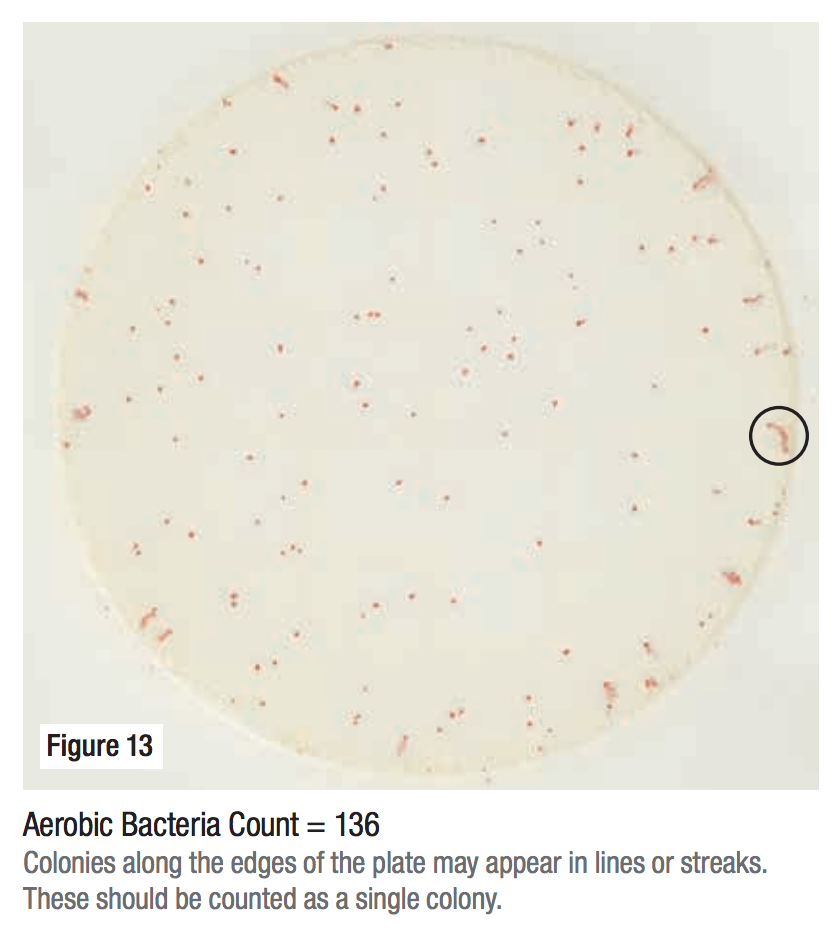 Figure 13
Aerobic Bacteria Count = 136
Colonies along the edges of the plate may appear in lines or streaks.
These should be counted as a single colony.